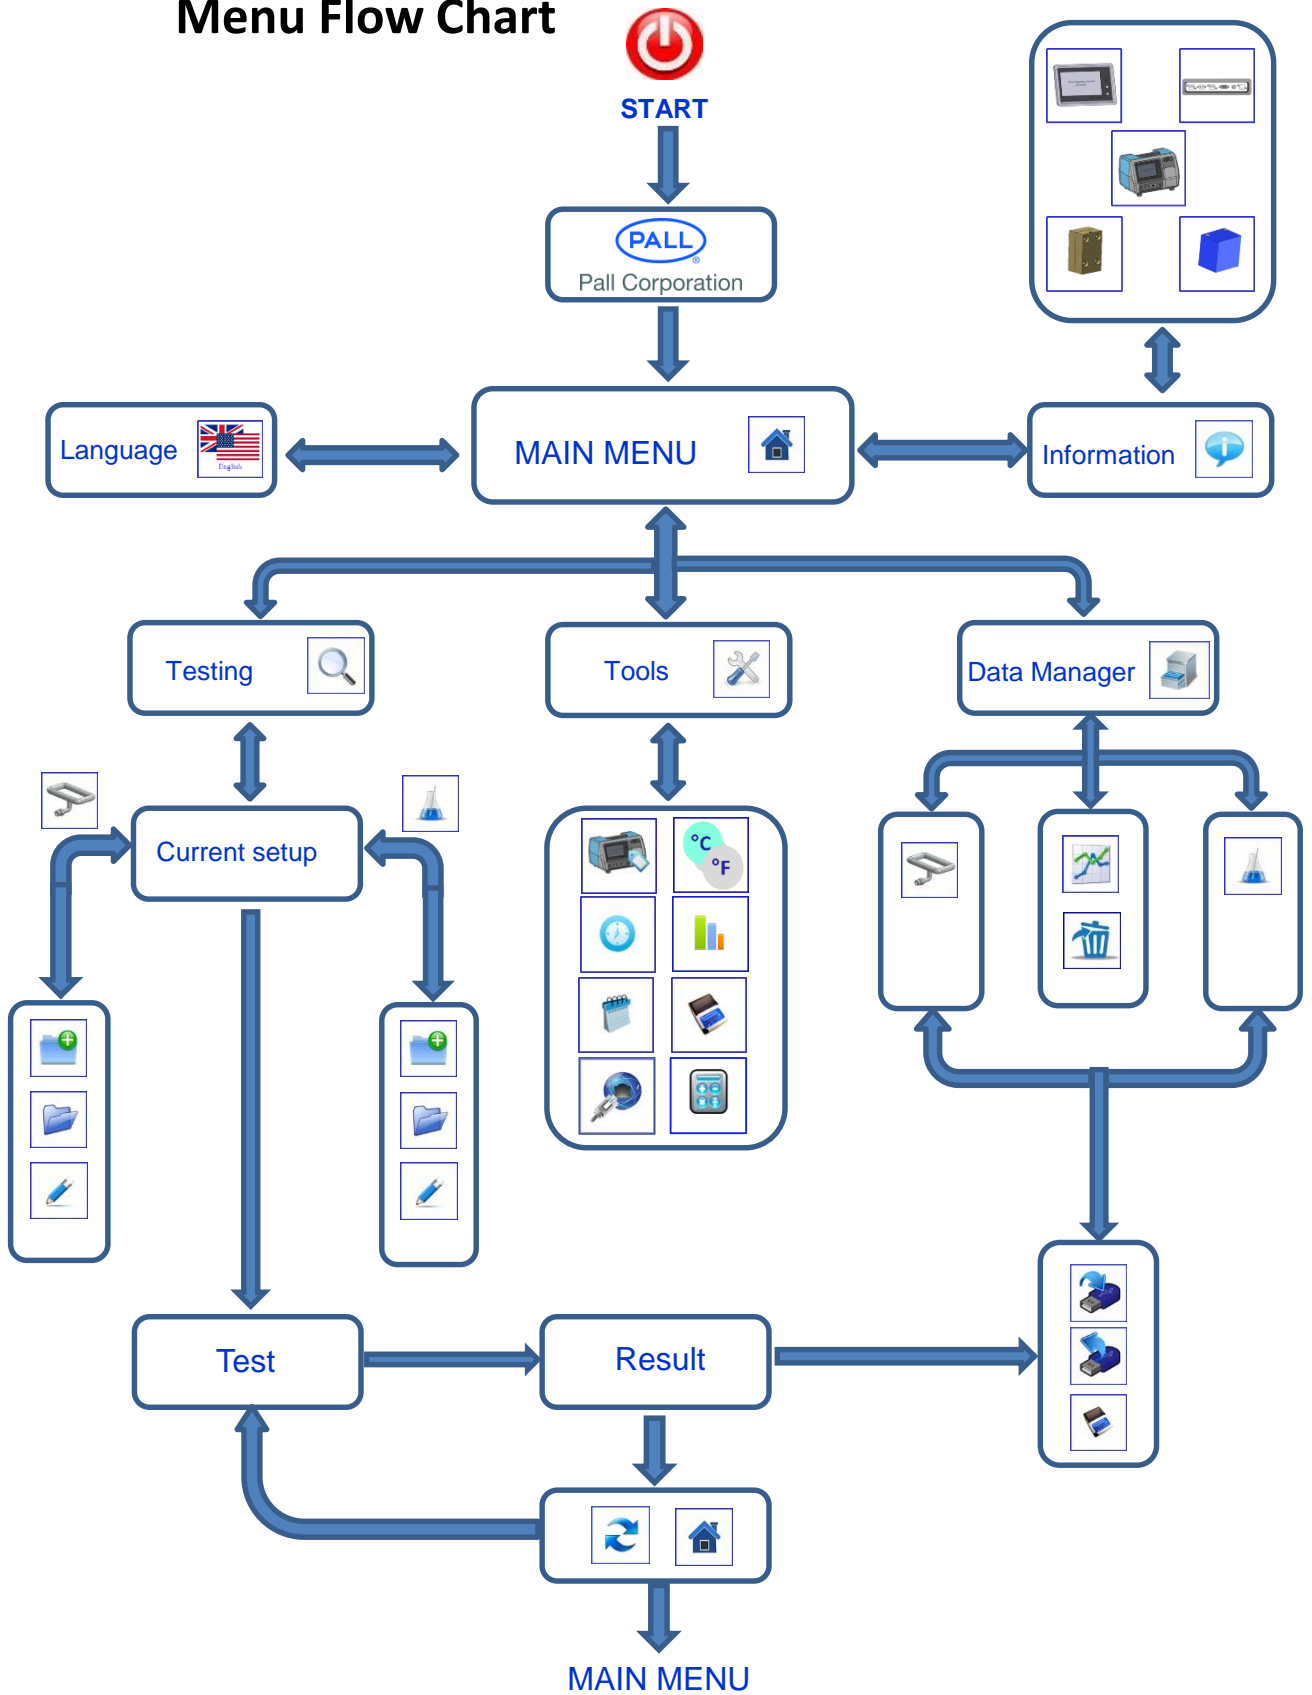 Menu Flow Chart
START
PALL
®
Pall Corporation
Language
English
MAIN MENU
Information
Testing
Tools
Data Manager
Current setup
°C
°F
Test
Result
MAIN MENU